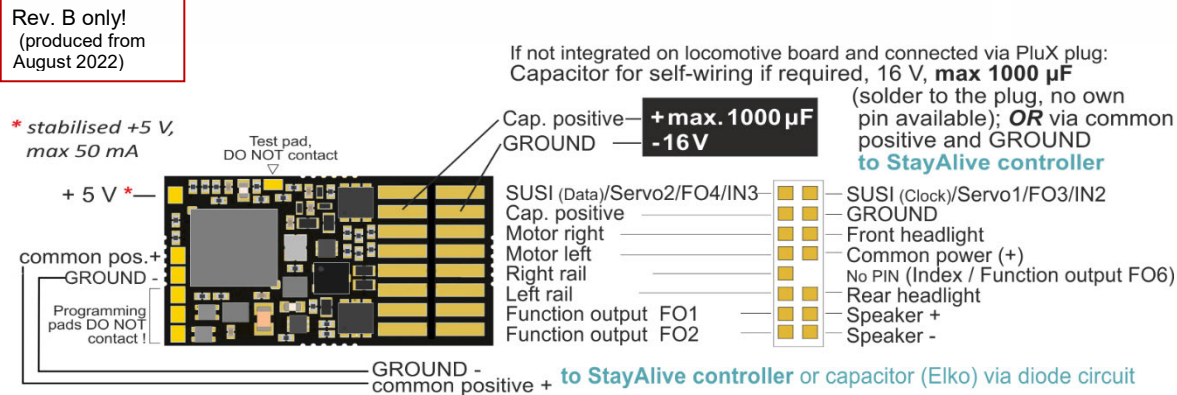 Rev. B only!
(produced from
August 2022)
If not integrated on locomotive board and connected via PluX plug:
Capacitor for self-wiring if required, 16 V, max 1000 µF
(solder to the plug, no own
pin available); OR via common
positive and GROUND
to StayAlive controller
Cap. positive
GROUND
+max.1000µF
-16V
* stabilised +5 V,
max 50 mA
Test pad,
DO NOT contact
+ 5 V *
common pos.+
GROUND -
Programming
pads DO NOT
contact !
SUSI (Data)/Servo2/FO4/IN3
Cap. positive
Motor right
Motor left
Right rail
Left rail
Function output FO1
Function output FO2
SUSI (Clock)/Servo1/FO3/IN2
GROUND
Front headlight
Common power (+)
No PIN (Index / Function output FO6)
Rear headlight
Speaker +
Speaker -
GROUND -
common positive +
to StayAlive controller or capacitor (Elko) via diode circuit